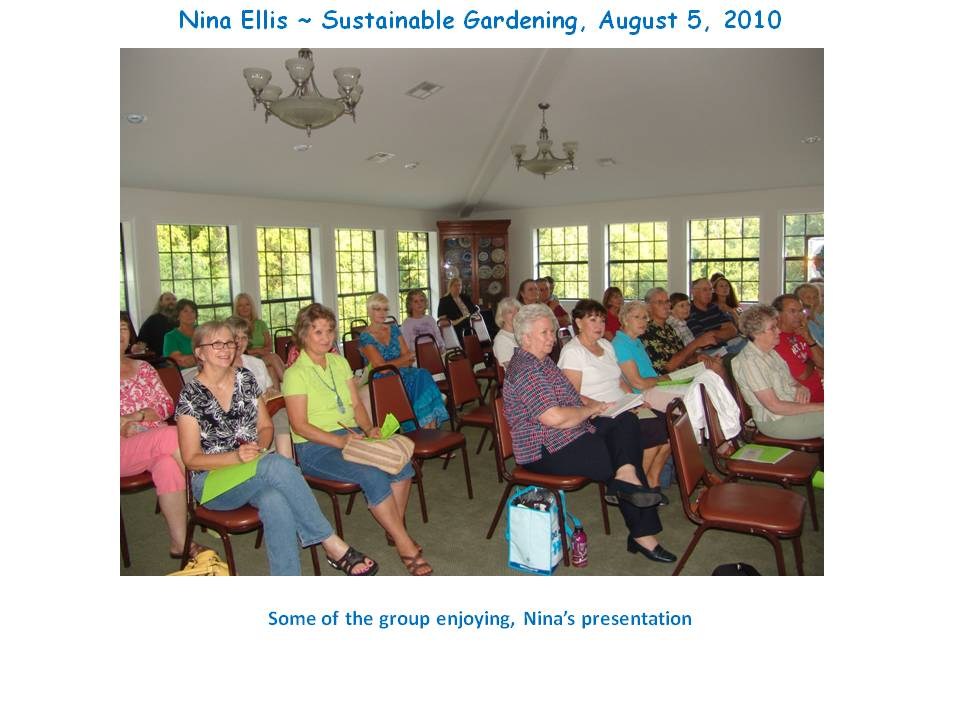 Nina Ellis ~ Sustainable Gardening, August 5, 2010
Some of the group enjoying, Nina's presentation